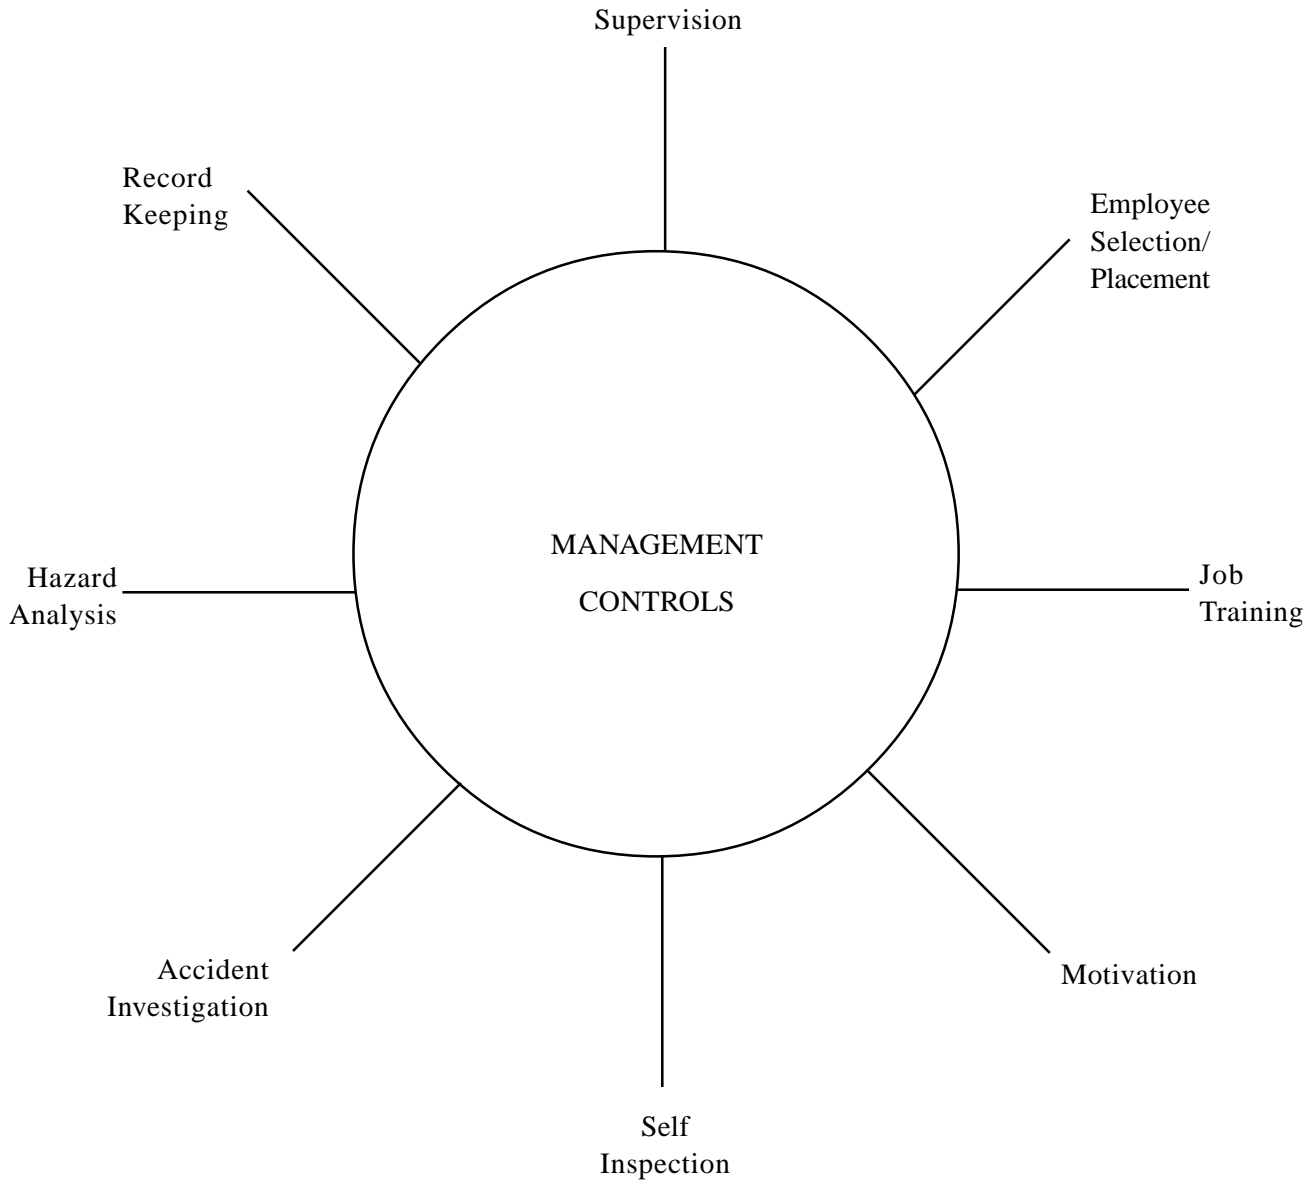 Supervision
Record
Keeping
Employee
Selection/
Placement
MANAGEMENT
CONTROLS
Hazard
Analysis
Job
Training
Accident
Investigation
Motivation
Self
Inspection